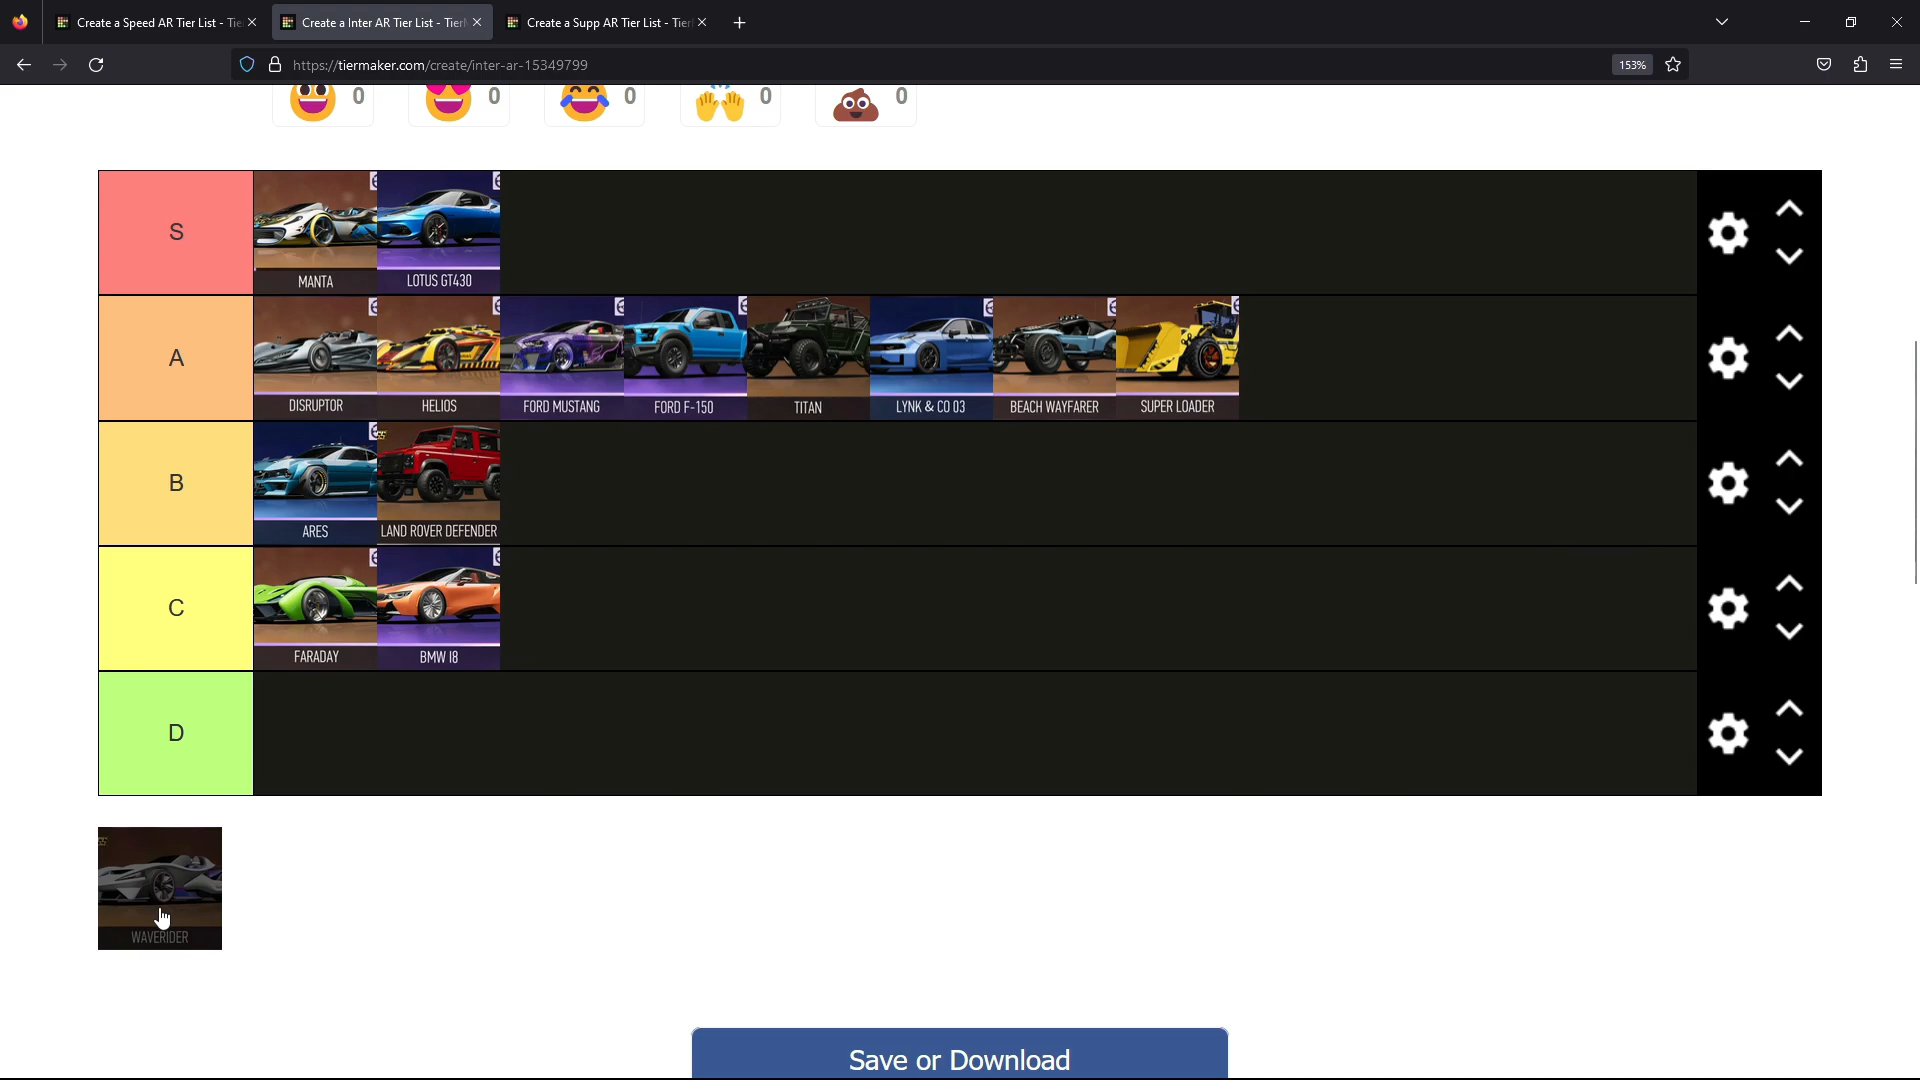 Create a Speed AR Tier List - Tie
Create a Inter AR Tier List - Tier
Create a Supp AR Tier List - Tier
https://tiermaker.com/create/inter-ar-15349799
153%
0
0
0
0
0
S
MANTA
LOTUS GT430
A
DISRUPTOR
HELIOS
FORD MUSTANG
FORD F-150
TITAN
LYNK & CO 03
BEACH WAYFARER
SUPER LOADER
B
ARES
LAND ROVER DEFENDER
C
FARADAY
BMW I8
D
WAVERIDER
Save or Download